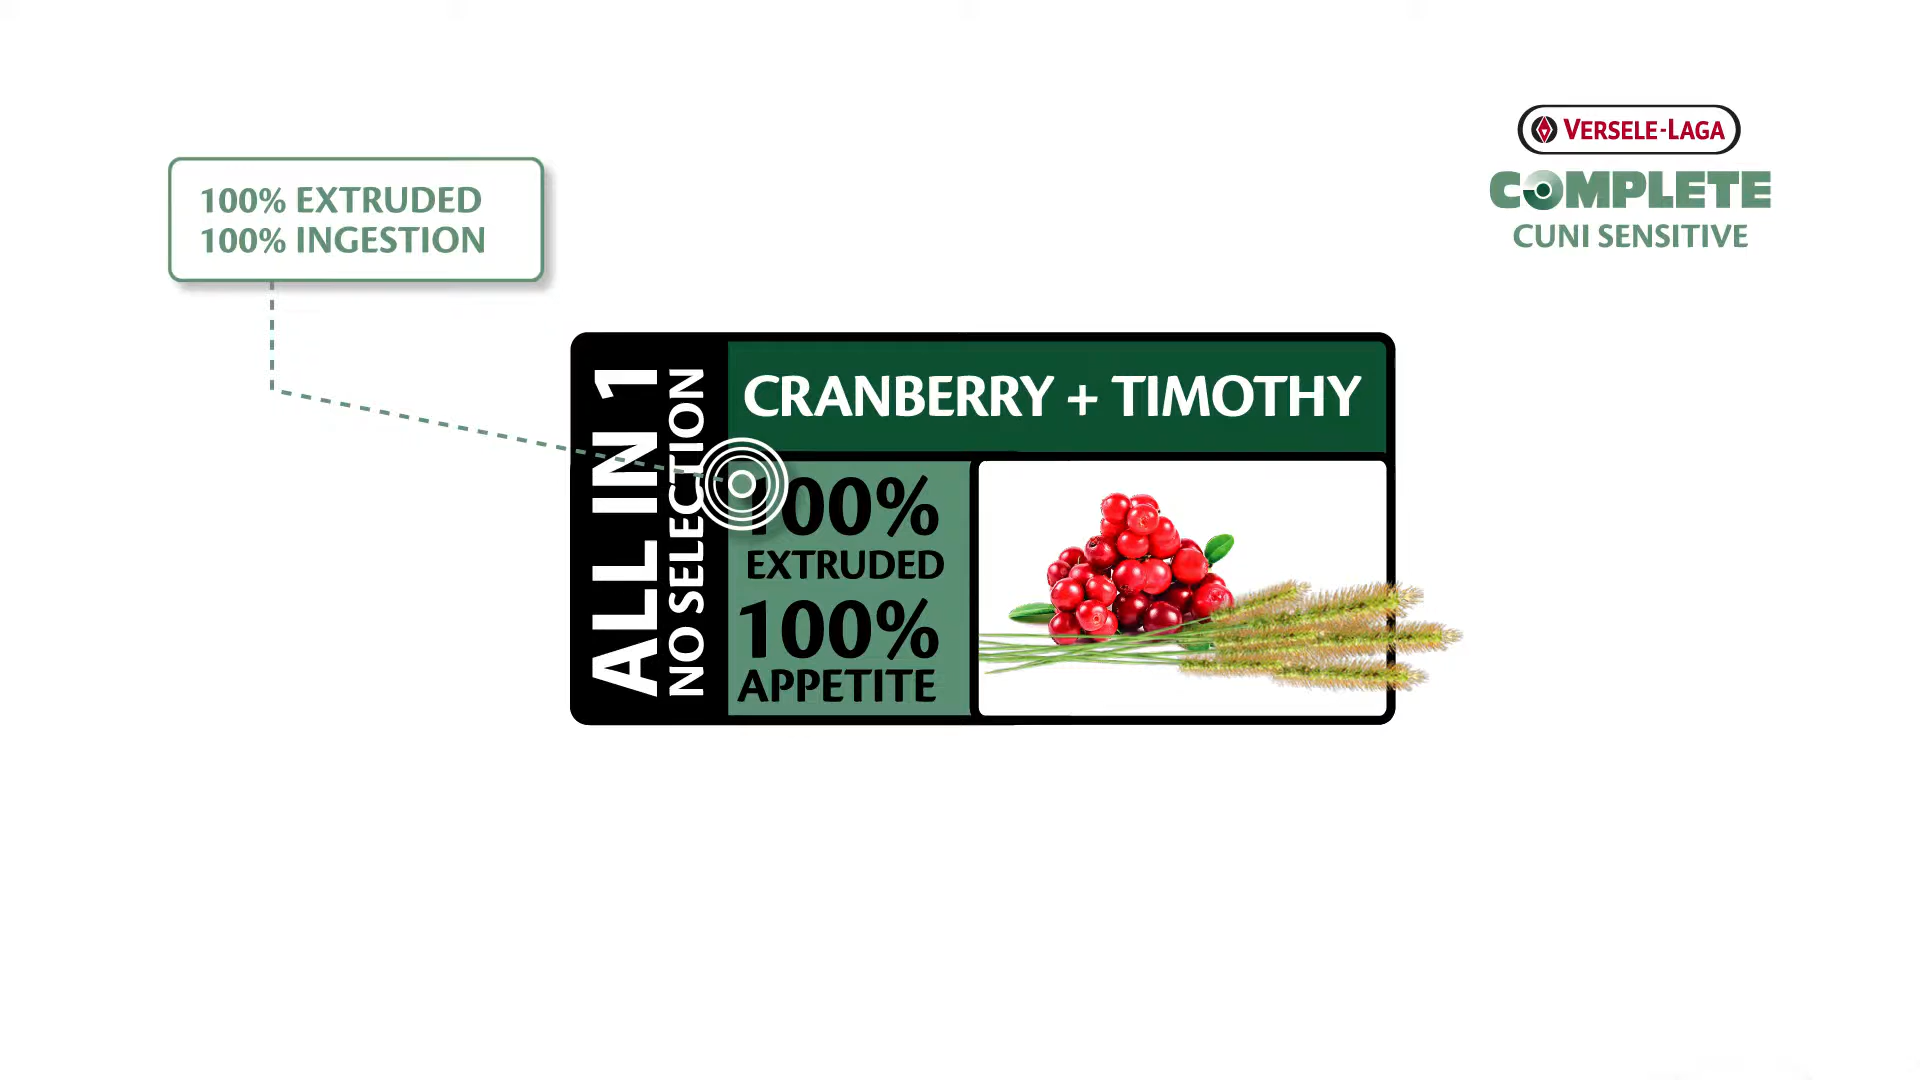 VERSELE-LAGA
COMPLETE
CUNI SENSITIVE
100% EXTRUDED
100% INGESTION
ALL IN 1
NO SELECTION
CRANBERRY + TIMOTHY
100%
EXTRUDED
100%
APPETITE